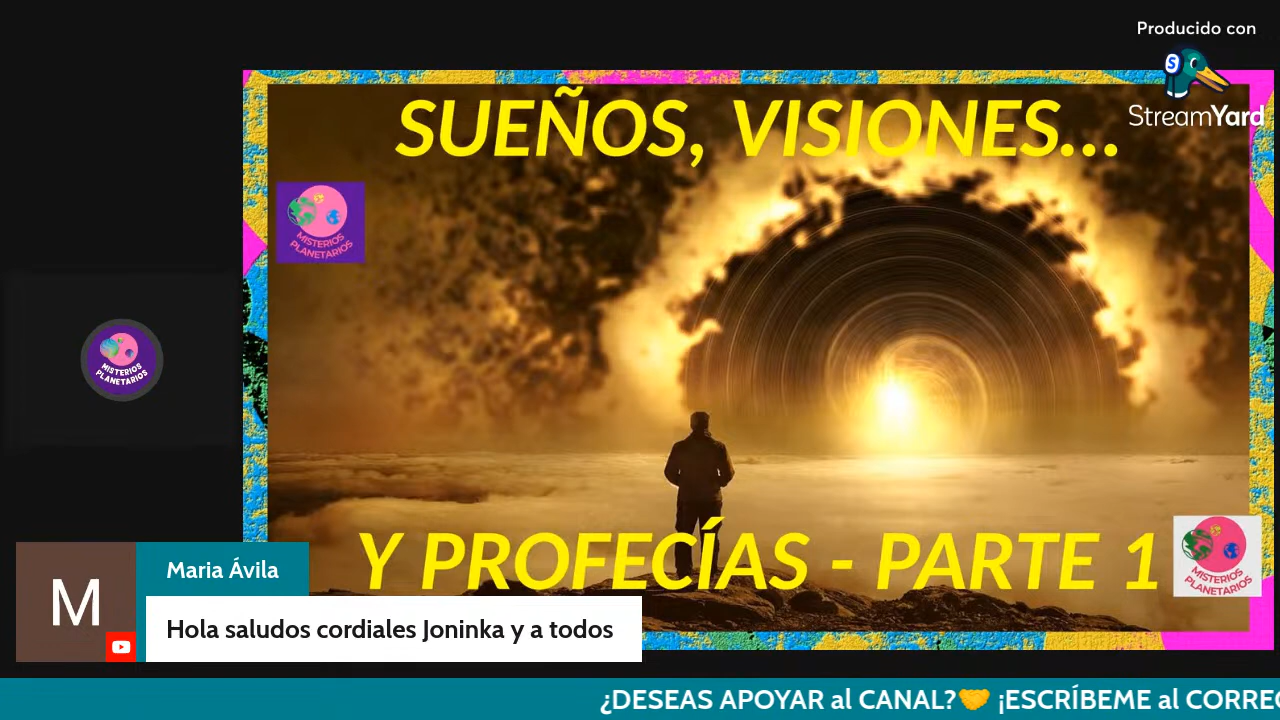 Producido con
StreamYard
SUEÑOS, VISIONES...
MISTERIOS
PLANETARIOS
MISTERIOS
PLANETARIOS
Y PROFECÍAS - PARTE 1
MISTERIOS
PLANETARIOS
Maria Ávila
M
Hola saludos cordiales Joninka y a todos
¿DESEAS APOYAR al CANAL?🤝 ¡ESCRÍBEME al CORREO